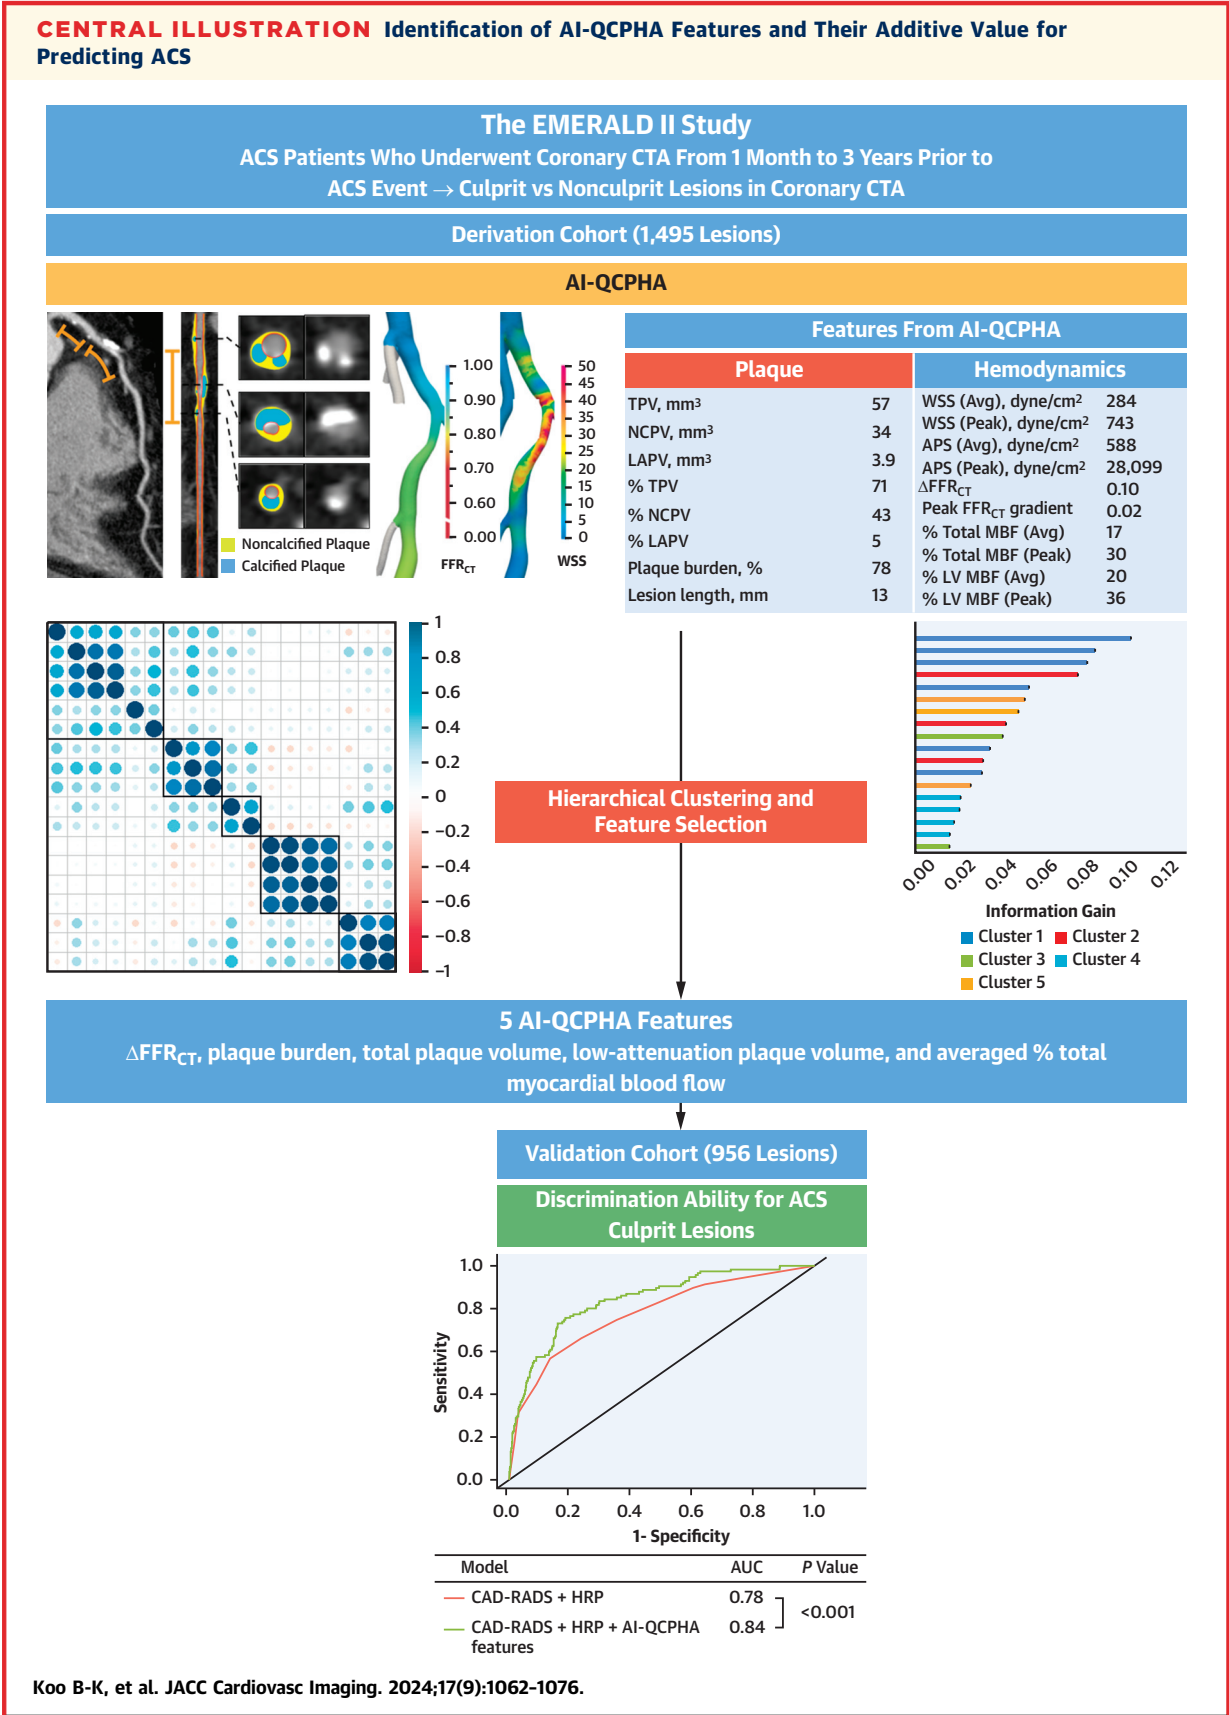 CENTRAL ILLUSTRATION Identification of AI-QCPHA Features and Their Additive Value for
Predicting ACS
The EMERALD II Study
ACS Patients Who Underwent Coronary CTA From 1 Month to 3 Years Prior to
ACS Event → Culprit vs Nonculprit Lesions in Coronary CTA
Derivation Cohort (1,495 Lesions)
AI-QCPHA
Noncalcified Plaque
Calcified Plaque
1.00
0.90
0.80
0.70
0.60
0.00
FFRCT
50
45
40
35
30
25
20
15
10
5
0
WSS
Features From AI-QCPHA
Plaque
TPV, mm³ 57
NCPV, mm³ 34
LAPV, mm³ 3.9
% TPV 71
% NCPV 43
% LAPV 5
Plaque burden, % 78
Lesion length, mm 13
Hemodynamics
WSS (Avg), dyne/cm² 284
WSS (Peak), dyne/cm² 743
APS (Avg), dyne/cm² 588
APS (Peak), dyne/cm² 28,099
ΔFFRCT 0.10
Peak FFRCT gradient 0.02
% Total MBF (Avg) 17
% Total MBF (Peak) 30
% LV MBF (Avg) 20
% LV MBF (Peak) 36
1
0.8
0.6
0.4
0.2
0
−0.2
−0.4
−0.6
−0.8
−1
Hierarchical Clustering and
Feature Selection
0.00 0.02 0.04 0.06 0.08 0.10 0.12
Information Gain
Cluster 1 Cluster 2
Cluster 3 Cluster 4
Cluster 5
5 AI-QCPHA Features
ΔFFRCT, plaque burden, total plaque volume, low-attenuation plaque volume, and averaged % total
myocardial blood flow
Validation Cohort (956 Lesions)
Discrimination Ability for ACS
Culprit Lesions
Sensitivity
1.0
0.8
0.6
0.4
0.2
0.0
0.0 0.2 0.4 0.6 0.8 1.0
1- Specificity
Model AUC P Value
CAD-RADS + HRP 0.78
<0.001
CAD-RADS + HRP + AI-QCPHA 0.84
features
Koo B-K, et al. JACC Cardiovasc Imaging. 2024;17(9):1062–1076.